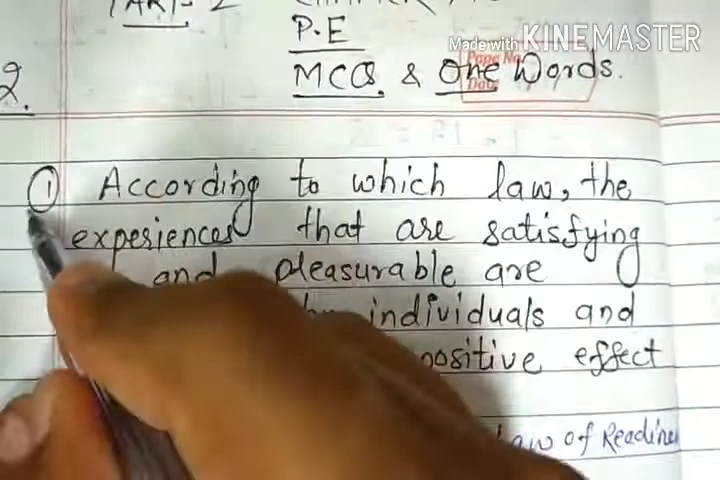 Made with KINEMASTER
P.E
MCQ & One Words.
2.
① According to which law, the
experiences that are satisfying
and pleasurable are
individuals and
positive effect
Law of Readine